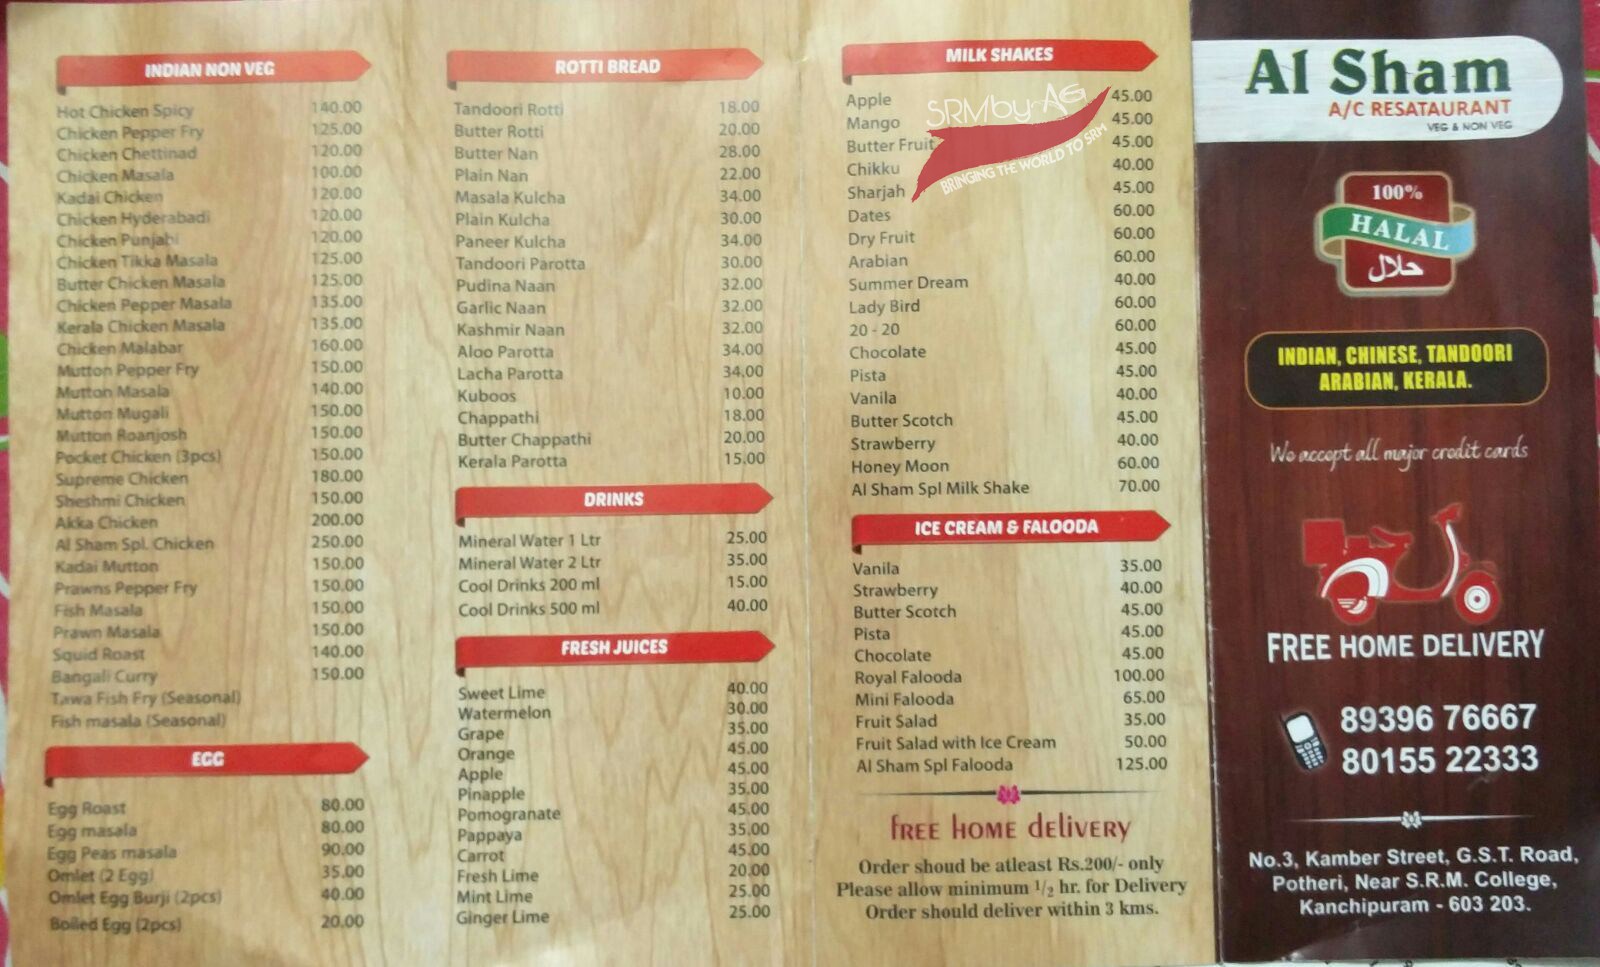 INDIAN NON VEG
Hot Chicken Spicy 140.00
Chicken Pepper Fry 125.00
Chicken Chettinad 120.00
Chicken Masala 100.00
Kadai Chicken 120.00
Chicken Hyderabadi 120.00
Chicken Punjabi 120.00
Chicken Tikka Masala 125.00
Butter Chicken Masala 125.00
Chicken Pepper Masala 135.00
Kerala Chicken Masala 135.00
Chicken Malabar 160.00
Mutton Pepper Fry 150.00
Mutton Masala 140.00
Mutton Mugali 150.00
Mutton Roanjosh 150.00
Pocket Chicken (3pcs) 150.00
Supreme Chicken 180.00
Sheshmi Chicken 150.00
Akka Chicken 200.00
Al Sham Spl. Chicken 250.00
Kadai Mutton 150.00
Prawns Pepper Fry 150.00
Fish Masala 150.00
Prawn Masala 150.00
Squid Roast 140.00
Bangali Curry 150.00
Tawa Fish Fry (Seasonal)
Fish masala (Seasonal)
EGG
Egg Roast 80.00
Egg masala 80.00
Egg Peas masala 90.00
Omlet (2 Egg) 35.00
Omlet Egg Burji (2pcs) 40.00
Boiled Egg (2pcs) 20.00
ROTTI BREAD
Tandoori Rotti 18.00
Butter Rotti 20.00
Butter Nan 28.00
Plain Nan 22.00
Masala Kulcha 34.00
Plain Kulcha 30.00
Paneer Kulcha 34.00
Tandoori Parotta 30.00
Pudina Naan 32.00
Garlic Naan 32.00
Kashmir Naan 32.00
Aloo Parotta 34.00
Lacha Parotta 34.00
Kuboos 10.00
Chappathi 18.00
Butter Chappathi 20.00
Kerala Parotta 15.00
DRINKS
Mineral Water 1 Ltr 25.00
Mineral Water 2 Ltr 35.00
Cool Drinks 200 ml 15.00
Cool Drinks 500 ml 40.00
FRESH JUICES
Sweet Lime 40.00
Watermelon 30.00
Grape 35.00
Orange 45.00
Apple 45.00
Pinapple 35.00
Pomogranate 45.00
Pappaya 35.00
Carrot 45.00
Fresh Lime 20.00
Mint Lime 25.00
Ginger Lime 25.00
MILK SHAKES
Apple 45.00
Mango 45.00
Butter Fruit 45.00
Chikku 40.00
Sharjah 45.00
Dates 60.00
Dry Fruit 60.00
Arabian 60.00
Summer Dream 40.00
Lady Bird 60.00
20 - 20 60.00
Chocolate 45.00
Pista 45.00
Vanila 40.00
Butter Scotch 45.00
Strawberry 40.00
Honey Moon 60.00
Al Sham Spl Milk Shake 70.00
SRMby-AG
BRINGING THE WORLD TO SRM
ICE CREAM & FALOODA
Vanila 35.00
Strawberry 40.00
Butter Scotch 45.00
Pista 45.00
Chocolate 45.00
Royal Falooda 100.00
Mini Falooda 65.00
Fruit Salad 35.00
Fruit Salad with Ice Cream 50.00
Al Sham Spl Falooda 125.00
FREE HOME delivery
Order shoud be atleast Rs.200/- only
Please allow minimum 1/2 hr. for Delivery
Order should deliver within 3 kms.
Al Sham
A/C RESATAURANT
VEG & NON VEG
100%
HALAL
حلال
INDIAN, CHINESE, TANDOORI
ARABIAN, KERALA.
We accept all major credit cards
FREE HOME DELIVERY
89396 76667
80155 22333
No.3, Kamber Street, G.S.T. Road,
Potheri, Near S.R.M. College,
Kanchipuram - 603 203.